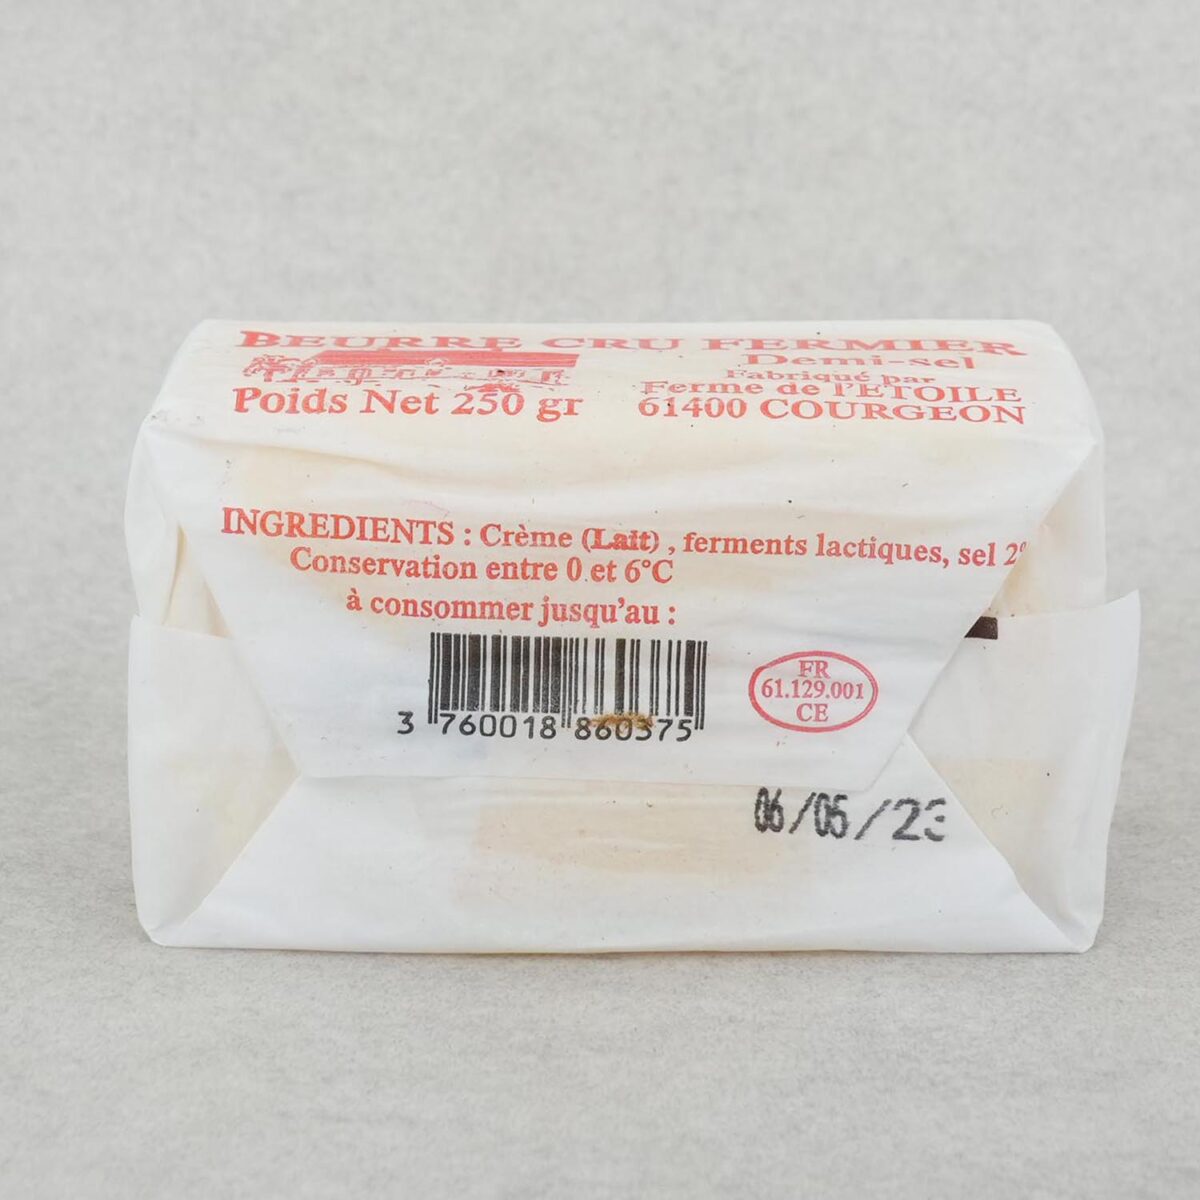 BEURRE CRU FERMIER
Demi-sel
Fabriqué par
Poids Net 250 gr
Ferme de l'ETOILE
61400 COURGEON
INGREDIENTS : Crème (Lait) , ferments lactiques, sel 2
Conservation entre 0 et 6°C
à consommer jusqu'au :
3 760018 860375
FR
61.129.001
CE
06/05/23